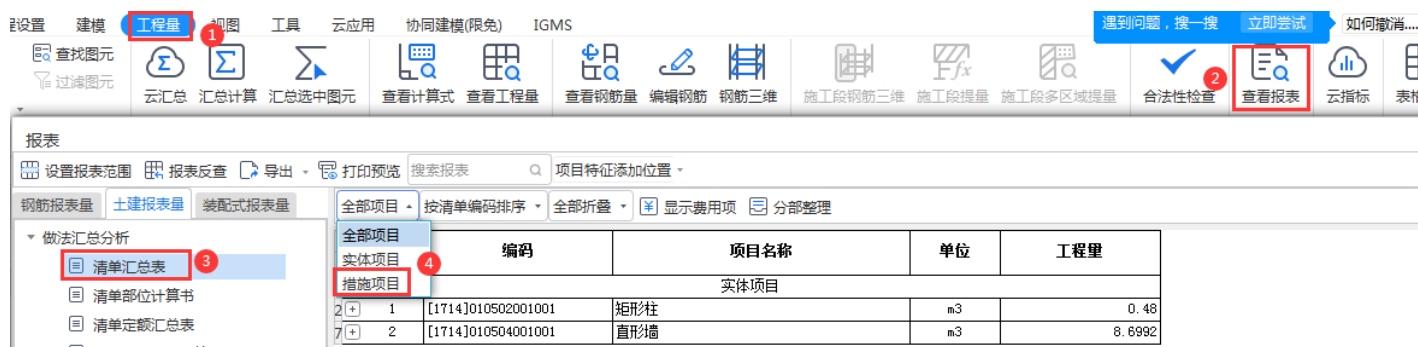 程设置 建模 工程量 视图 工具 云应用 协同建模(限免) IGMS 遇到问题，搜一搜 立即尝试 如何撤消....
1
查找图元
过滤图元
云汇总 汇总计算 汇总选中图元 查看计算式 查看工程量 查看钢筋量 编辑钢筋 钢筋三维 施工段钢筋三维 施工段提量 施工段多区域提量 合法性检查 2 查看报表 云指标
报表
设置报表范围 报表反查 导出 打印预览 搜索报表 项目特征添加位置
钢筋报表量 土建报表量 装配式报表量 全部项目 按清单编码排序 全部折叠 ¥ 显示费用项 分部整理
做法汇总分析
清单汇总表 3
清单部位计算书
清单定额汇总表
全部项目
实体项目
措施项目 4
编码 项目名称 单位 工程量
实体项目
2 + 1 [1714]010502001001 矩形柱 m3 0.48
7 + 2 [1714]010504001001 直形墙 m3 8.6992